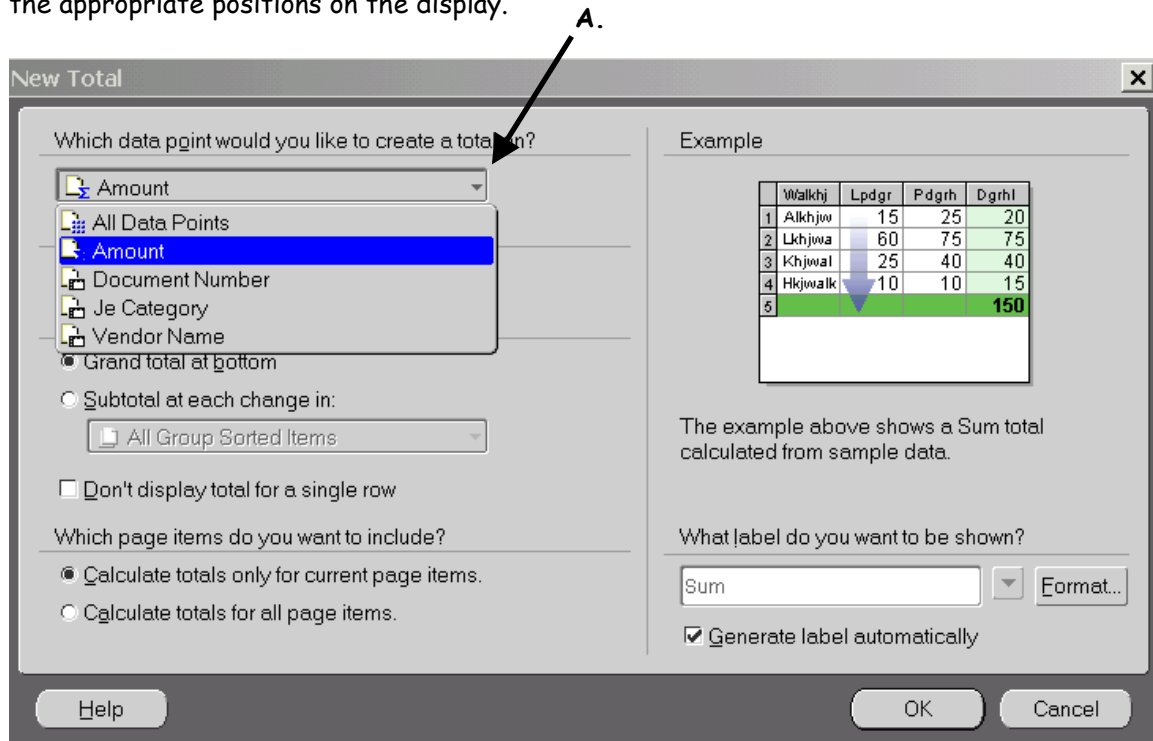 the appropriate positions on the display.
A.
New Total
Which data point would you like to create a total on?
Amount
All Data Points
Amount
Document Number
Je Category
Vendor Name
Grand total at bottom
Subtotal at each change in:
All Group Sorted Items
Don't display total for a single row
Which page items do you want to include?
Calculate totals only for current page items.
Calculate totals for all page items.
Example
Walkhj Lpdgr Pdgrh Dgrhl
1 Alkhjw 15 25 20
2 Lkhjwa 60 75 75
3 Khjwal 25 40 40
4 Hkjwalk 10 10 15
5 150
The example above shows a Sum total
calculated from sample data.
What label do you want to be shown?
Sum
Format...
Generate label automatically
Help
OK
Cancel